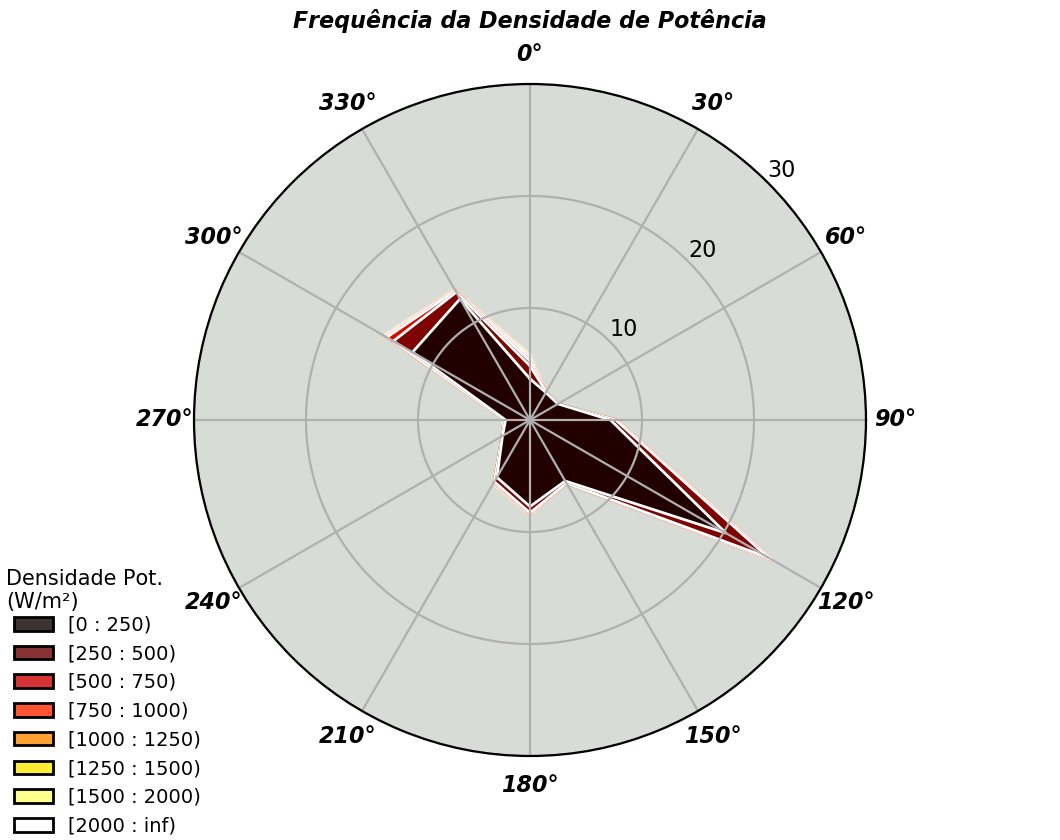 Frequência da Densidade de Potência
0°
330°
30°
30
300°
60°
20
10
270°
90°
240°
120°
210°
150°
180°
Densidade Pot.
(W/m²)
[0 : 250)
[250 : 500)
[500 : 750)
[750 : 1000)
[1000 : 1250)
[1250 : 1500)
[1500 : 2000)
[2000 : inf)